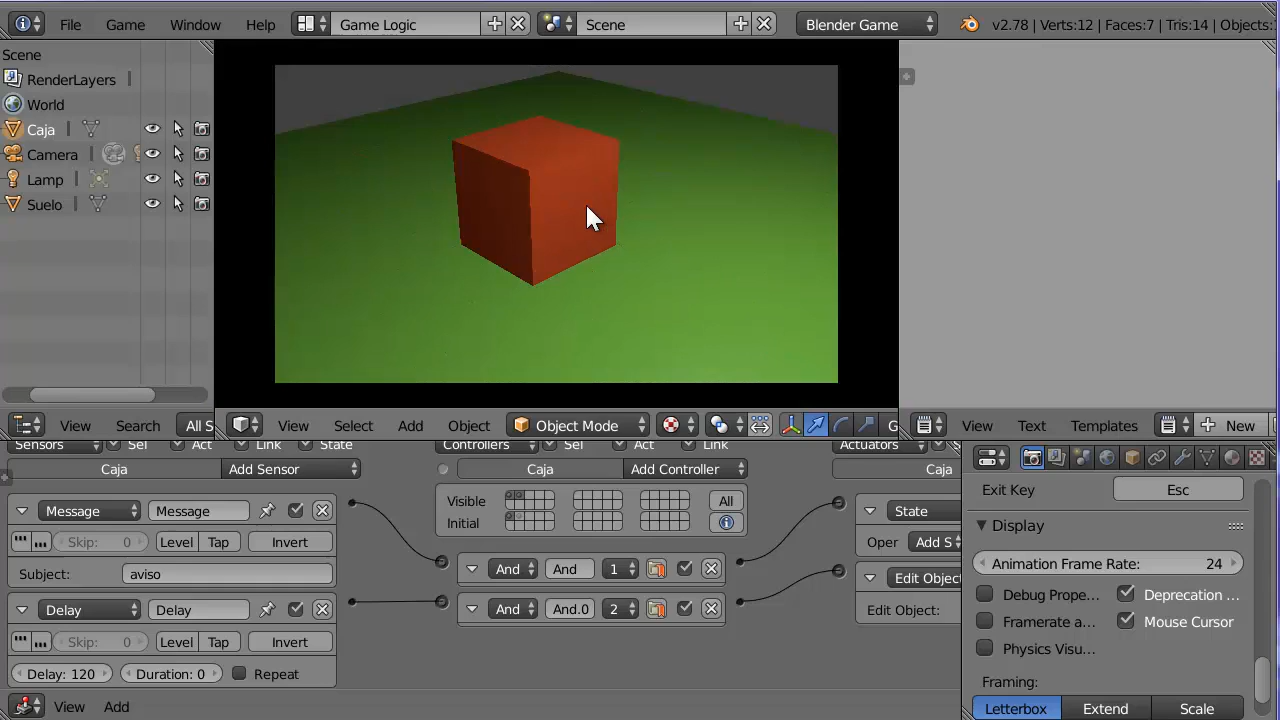 File Game Window Help Game Logic Scene Blender Game v2.78 | Verts:12 | Faces:7 | Tris:14 | Objects:
Scene
RenderLayers
World
Caja
Camera
Lamp
Suelo
View Search All S View Select Add Object Object Mode G View Text Templates New
Sensors Sel Act Link State Controllers Sel Act Link Actuators
Caja Add Sensor Caja Add Controller Caja
Message Message
Skip: 0 Level Tap Invert
Subject: aviso
Delay Delay
Skip: 0 Level Tap Invert
Delay: 120 Duration: 0 Repeat
Visible All
Initial
And And 1
And And.0 2
State
Oper Add S
Edit Objec
Edit Object:
Exit Key Esc
Display
Animation Frame Rate: 24
Debug Prope... Deprecation ...
Framerate a... Mouse Cursor
Physics Visu...
Framing:
Letterbox Extend Scale
View Add